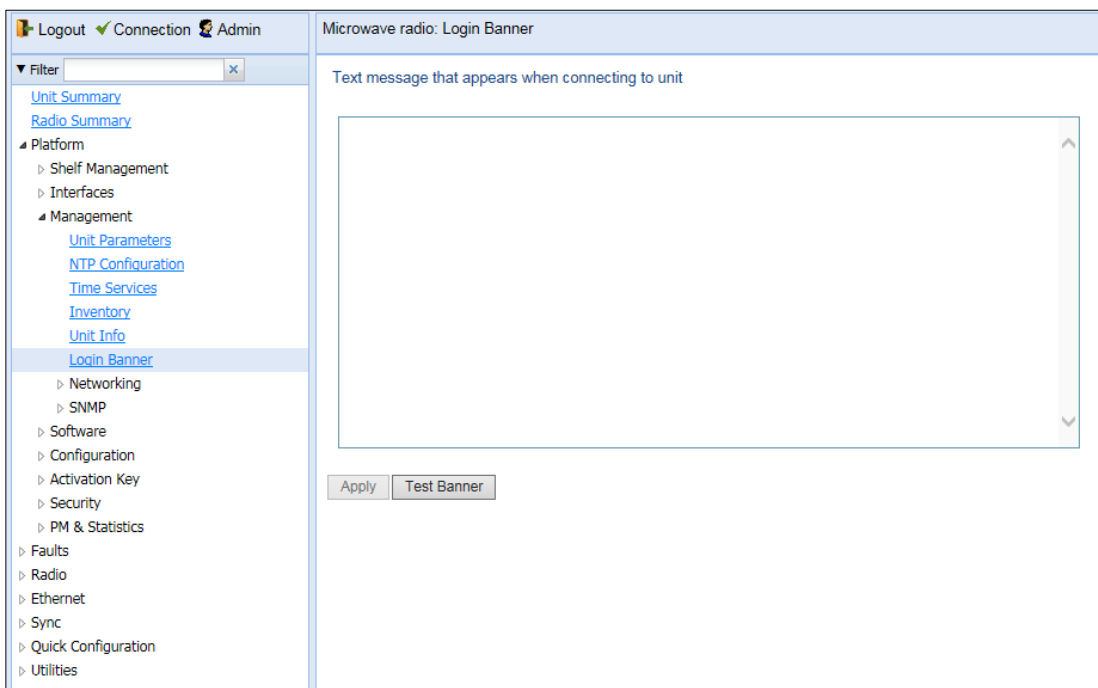 Logout Connection Admin
Microwave radio: Login Banner
Filter
Unit Summary
Radio Summary
Platform
Shelf Management
Interfaces
Management
Unit Parameters
NTP Configuration
Time Services
Inventory
Unit Info
Login Banner
Networking
SNMP
Software
Configuration
Activation Key
Security
PM & Statistics
Faults
Radio
Ethernet
Sync
Quick Configuration
Utilities
Text message that appears when connecting to unit
Apply Test Banner